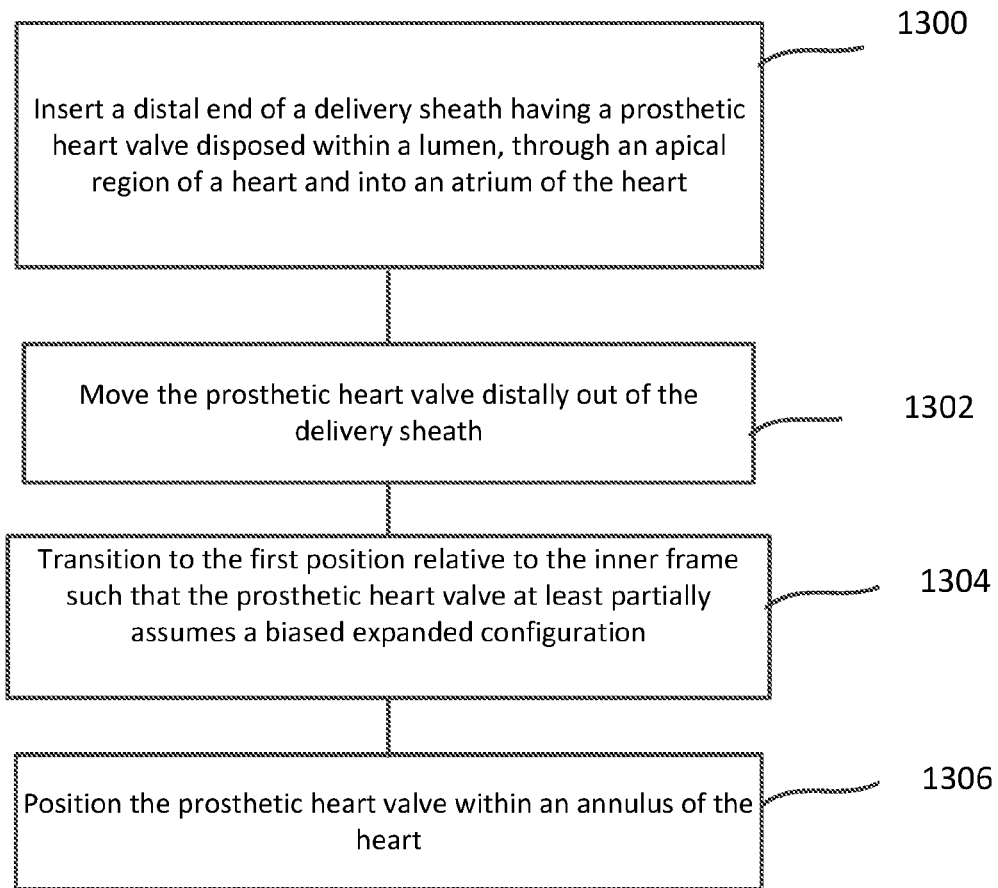 1300
Insert a distal end of a delivery sheath having a prosthetic
heart valve disposed within a lumen, through an apical
region of a heart and into an atrium of the heart
Move the prosthetic heart valve distally out of the
delivery sheath
1302
Transition to the first position relative to the inner frame
such that the prosthetic heart valve at least partially
assumes a biased expanded configuration
1304
Position the prosthetic heart valve within an annulus of the
heart
1306